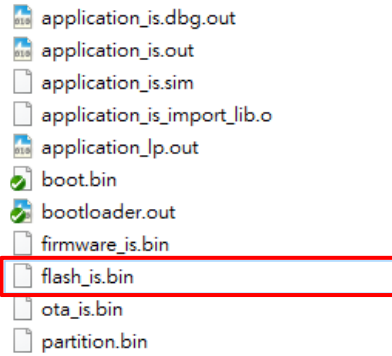 application_is.dbg.out
application_is.out
application_is.sim
application_is_import_lib.o
application_lp.out
boot.bin
bootloader.out
firmware_is.bin
flash_is.bin
ota_is.bin
partition.bin